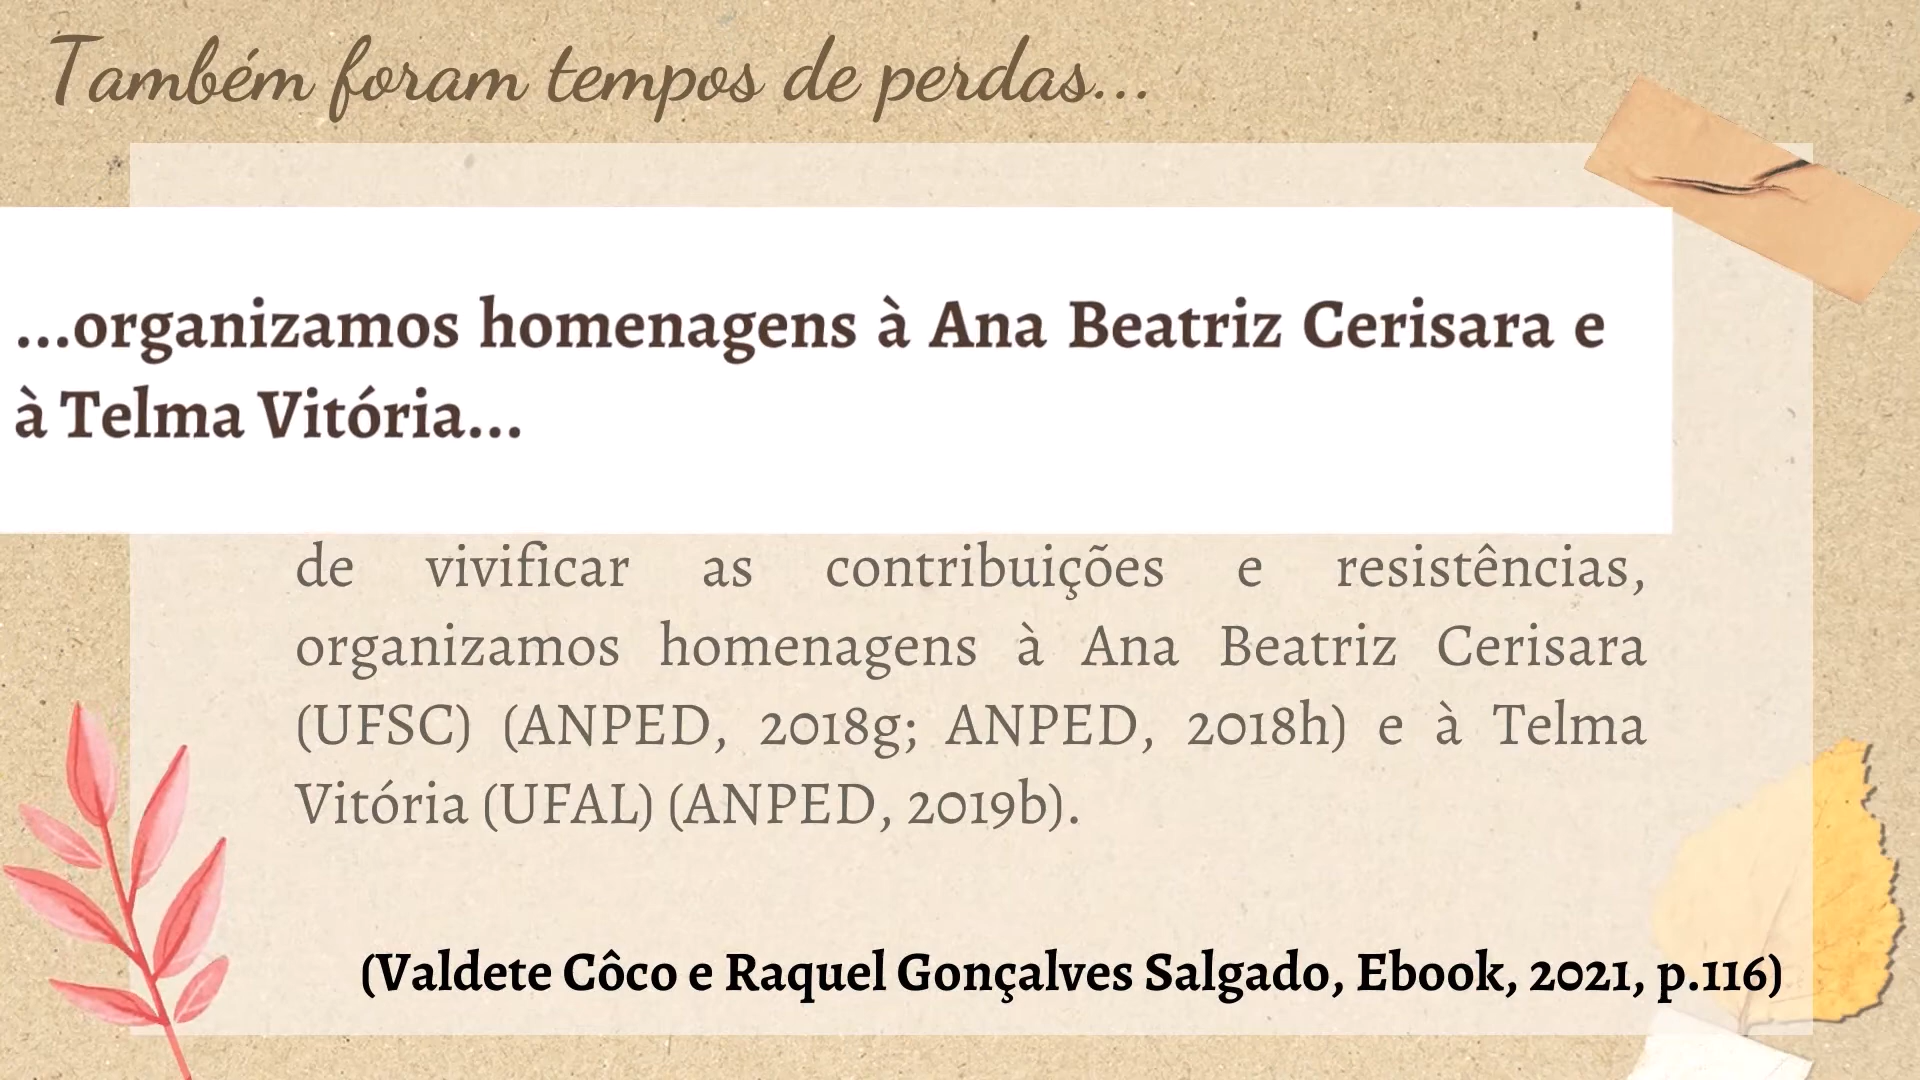 Também foram tempos de perdas...
...organizamos homenagens à Ana Beatriz Cerisara e
à Telma Vitória...
de vivificar as contribuições e resistências,
organizamos homenagens à Ana Beatriz Cerisara
(UFSC) (ANPED, 2018g; ANPED, 2018h) e à Telma
Vitória (UFAL) (ANPED, 2019b).
(Valdete Côco e Raquel Gonçalves Salgado, Ebook, 2021, p.116)